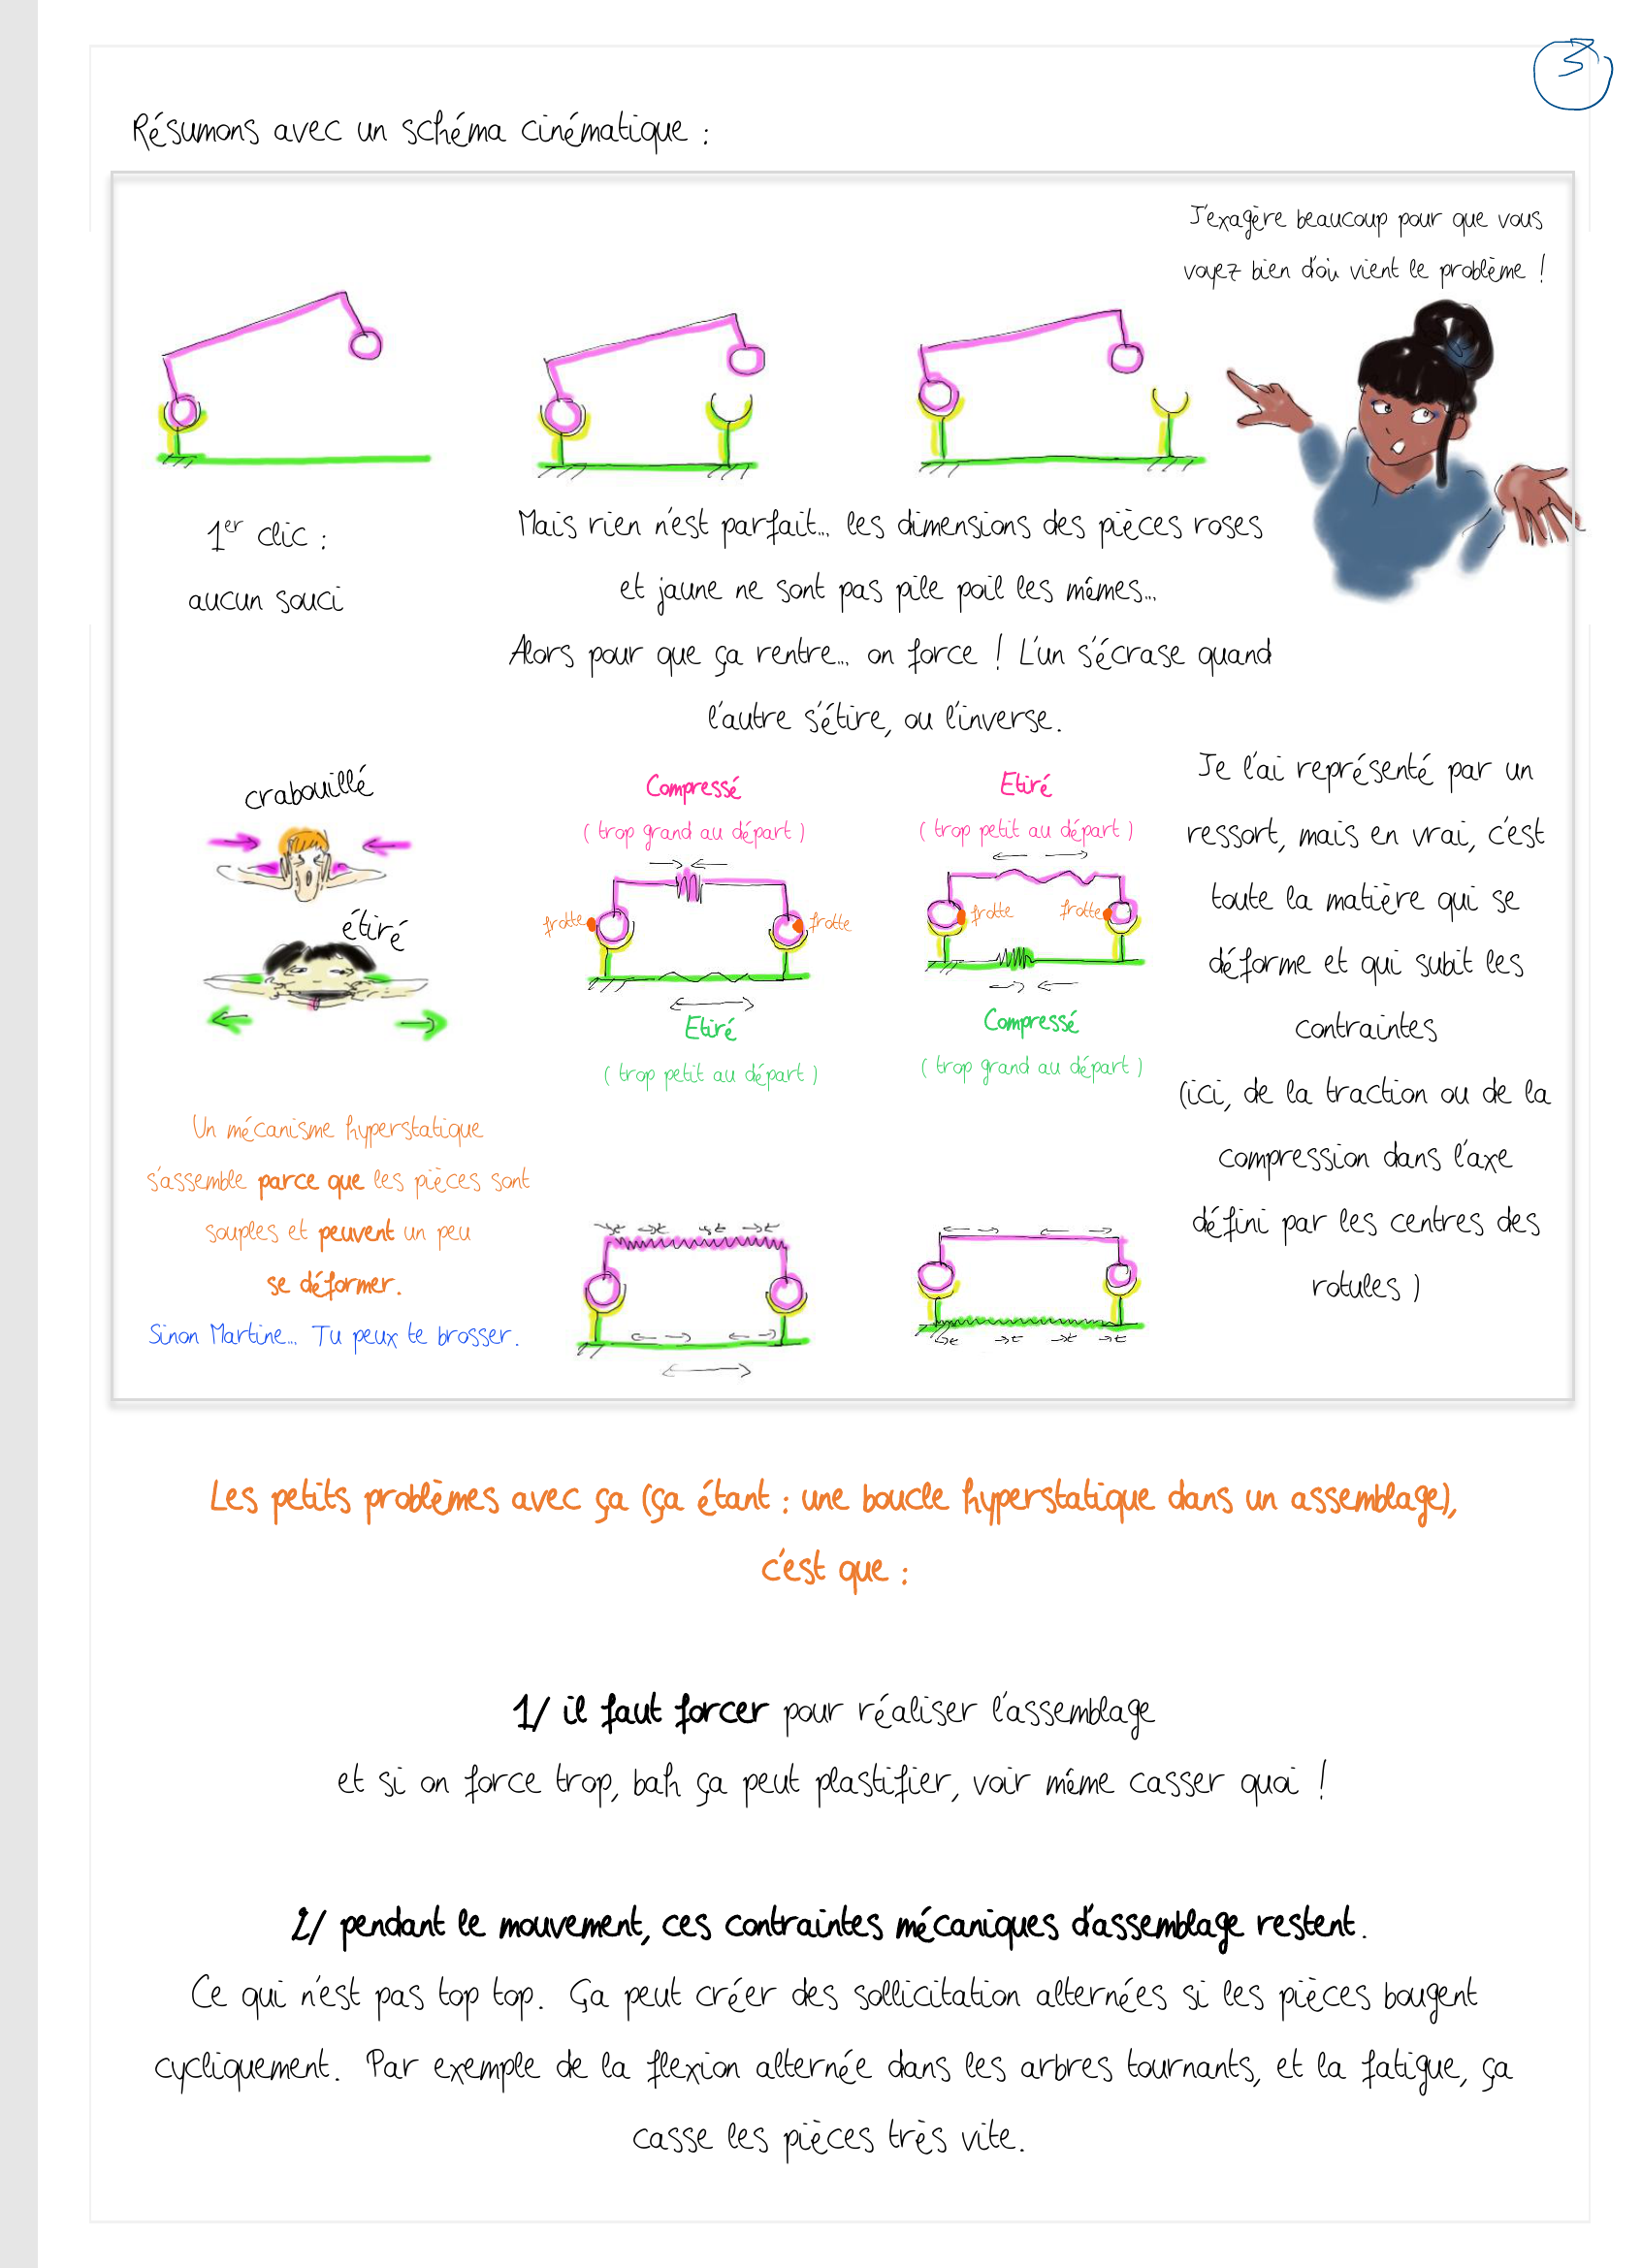 3
Résumons avec un schéma cinématique :
J'exagère beaucoup pour que vous
voyez bien d'où vient le problème !
1er clic :
aucun souci
Mais rien n'est parfait... les dimensions des pièces roses
et jaune ne sont pas pile poil les mêmes...
Alors pour que ça rentre... on force ! L'un s'écrase quand
l'autre s'étire, ou l'inverse.
crabouillé
étiré
Compressé
( trop grand au départ )
frotte
frotte
Etiré
( trop petit au départ )
Etiré
( trop petit au départ )
frotte
frotte
Compressé
( trop grand au départ )
Je l'ai représenté par un
ressort, mais en vrai, c'est
toute la matière qui se
déforme et qui subit les
contraintes
(ici, de la traction ou de la
compression dans l'axe
défini par les centres des
rotules )
Un mécanisme hyperstatique
s'assemble parce que les pièces sont
souples et peuvent un peu
se déformer.
Sinon Martine... Tu peux te brosser.
Les petits problèmes avec ça (ça étant : une boucle hyperstatique dans un assemblage),
c'est que :
1/ il faut forcer pour réaliser l'assemblage
et si on force trop, bah ça peut plastifier, voir même casser quoi !
2/ pendant le mouvement, ces contraintes mécaniques d'assemblage restent.
Ce qui n'est pas top top. Ça peut créer des sollicitation alternées si les pièces bougent
cycliquement. Par exemple de la flexion alternée dans les arbres tournants, et la fatigue, ça
casse les pièces très vite.